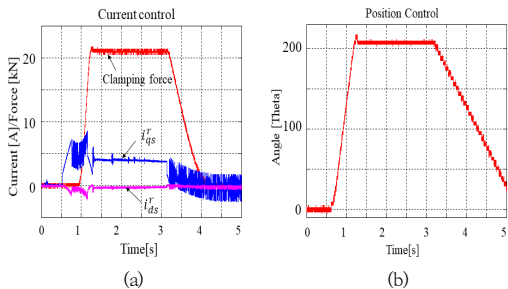 Current control
Current [A]/Force [kN]
20
10
0
Clamping force
i^r_qs
i^r_ds
0 1 2 3 4 5
Time[s]
(a)
Position Control
Angle [Theta]
200
100
0
0 1 2 3 4 5
Time[s]
(b)